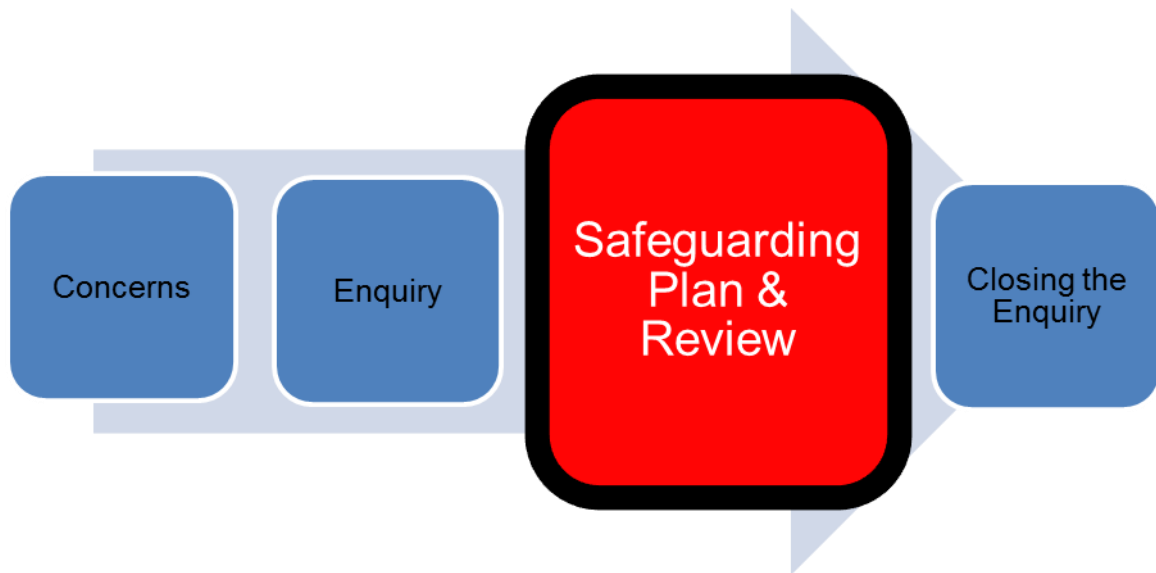 Concerns
Enquiry
Safeguarding
Plan &
Review
Closing the
Enquiry